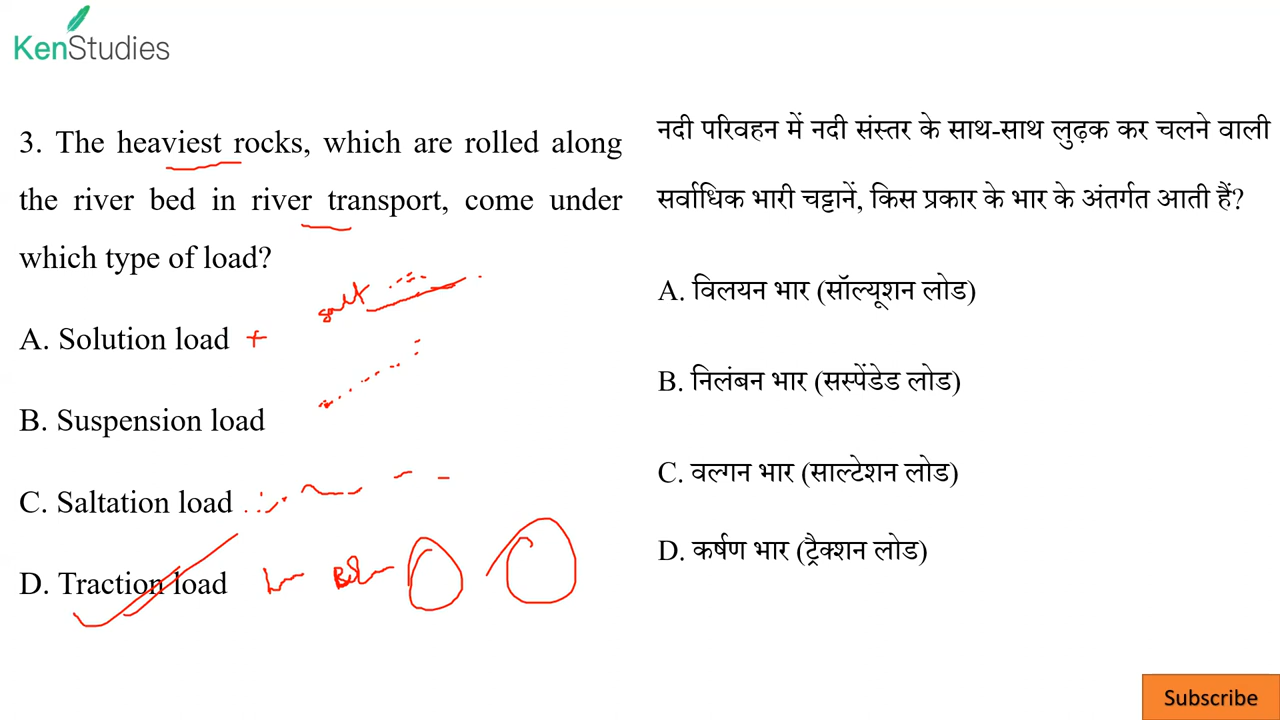 KenStudies
3. The heaviest rocks, which are rolled along
the river bed in river transport, come under
which type of load?
salt
A. Solution load +
B. Suspension load
C. Saltation load
D. Traction load
नदी परिवहन में नदी संस्तर के साथ-साथ लुढ़क कर चलने वाली
सर्वाधिक भारी चट्टानें, किस प्रकार के भार के अंतर्गत आती हैं?
A. विलयन भार (सॉल्यूशन लोड)
B. निलंबन भार (सस्पेंडेड लोड)
C. वल्गन भार (साल्टेशन लोड)
D. कर्षण भार (ट्रैक्शन लोड)
Subscribe